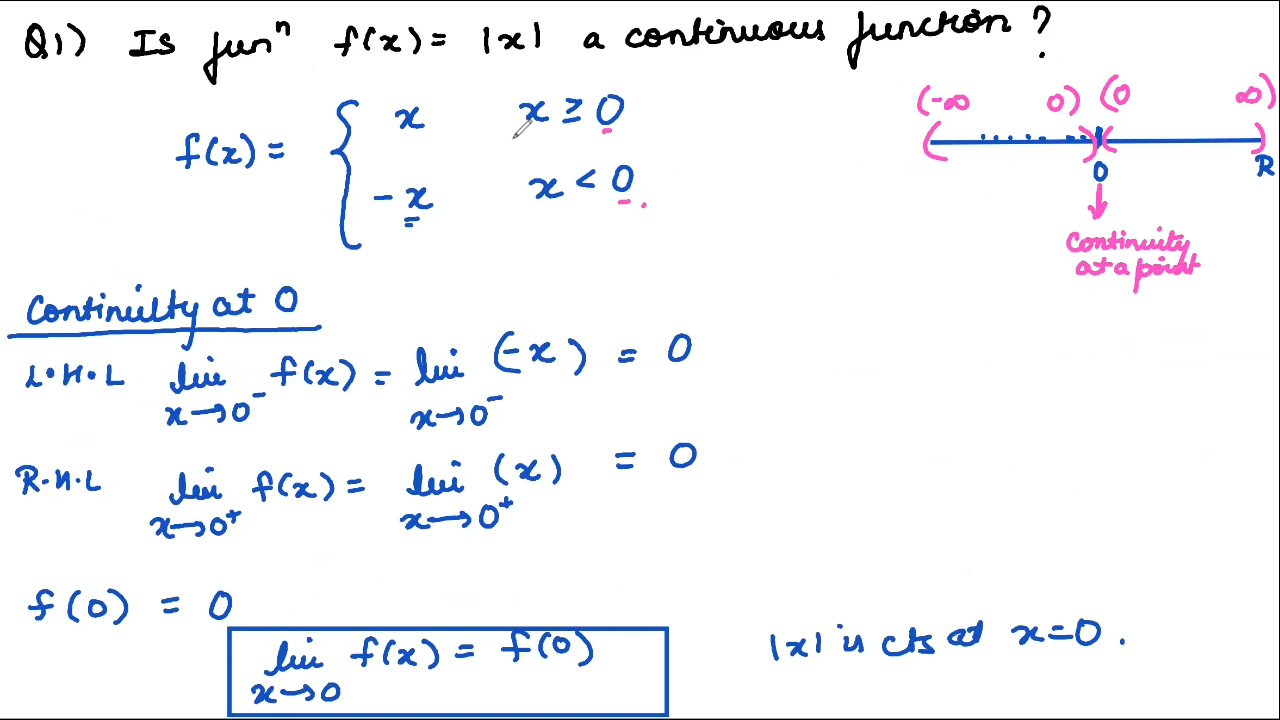 Q1) Is funⁿ f(x) = |x| a continuous function ?
f(x) = { x x ≥ 0
- x x < 0 .
(-∞ 0) (0 ∞)
0 R
Continuity
at a point
Continuilty at 0
L.H.L lim x→0⁻ f(x) = lim x→0⁻ (-x) = 0
R.H.L lim x→0⁺ f(x) = lim x→0⁺ (x) = 0
f(0) = 0
lim x→0 f(x) = f(0)
|x| is cts at x=0 .